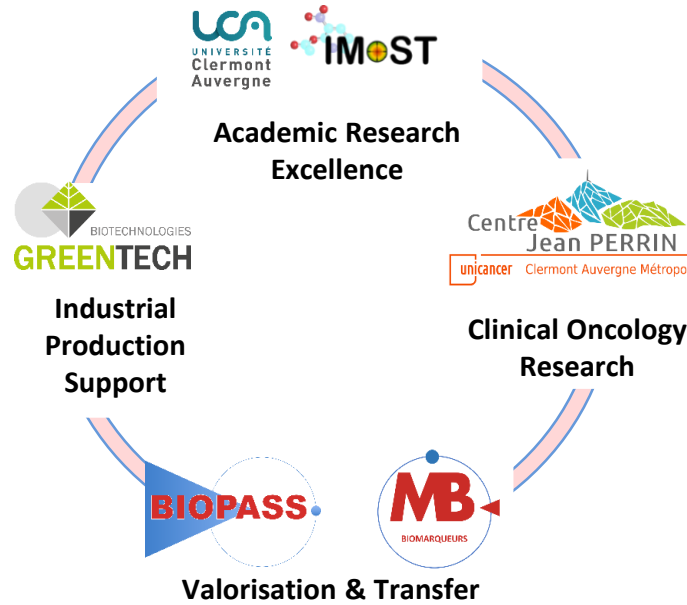 uca
UNIVERSITÉ
Clermont
Auvergne
IMOST
Academic Research
Excellence
BIOTECHNOLOGIES
GREENTECH
Industrial
Production
Support
Centre
Jean PERRIN
unicancer Clermont Auvergne Métropo
Clinical Oncology
Research
BIOPASS
MB
BIOMARQUEURS
Valorisation & Transfer